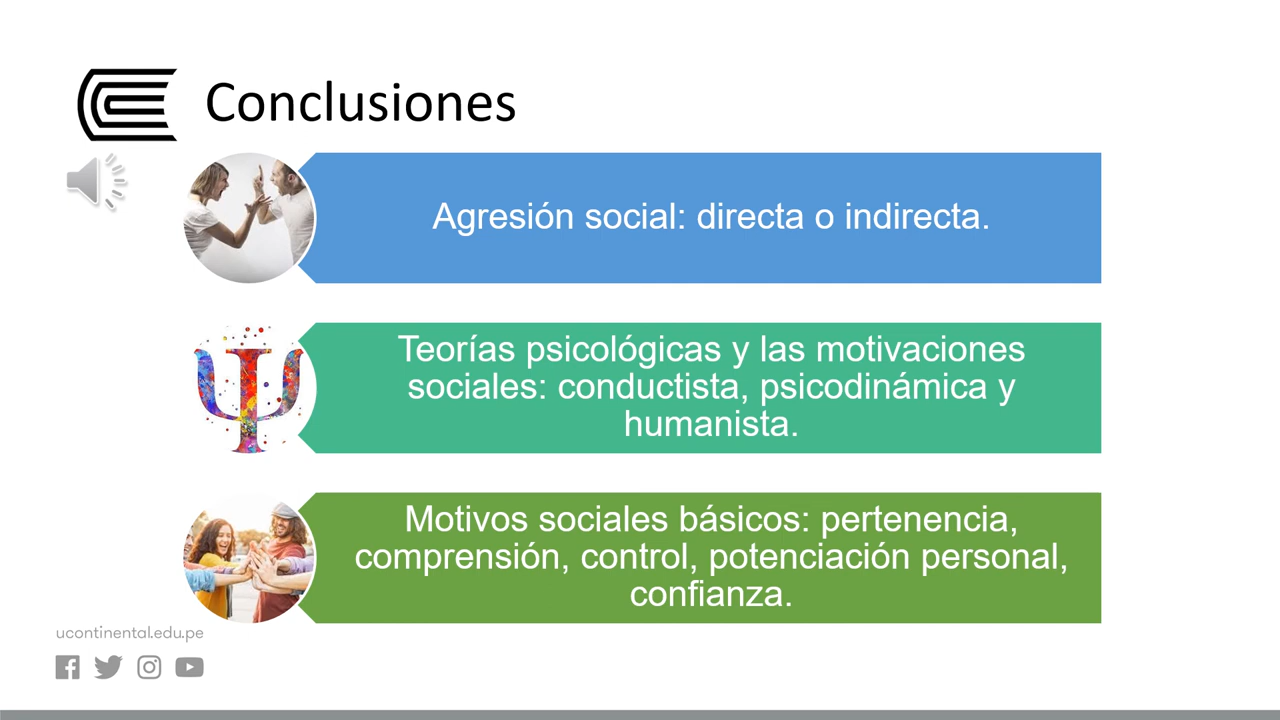 Conclusiones
Agresión social: directa o indirecta.
Teorías psicológicas y las motivaciones
sociales: conductista, psicodinámica y
humanista.
Motivos sociales básicos: pertenencia,
comprensión, control, potenciación personal,
confianza.
ucontinental.edu.pe